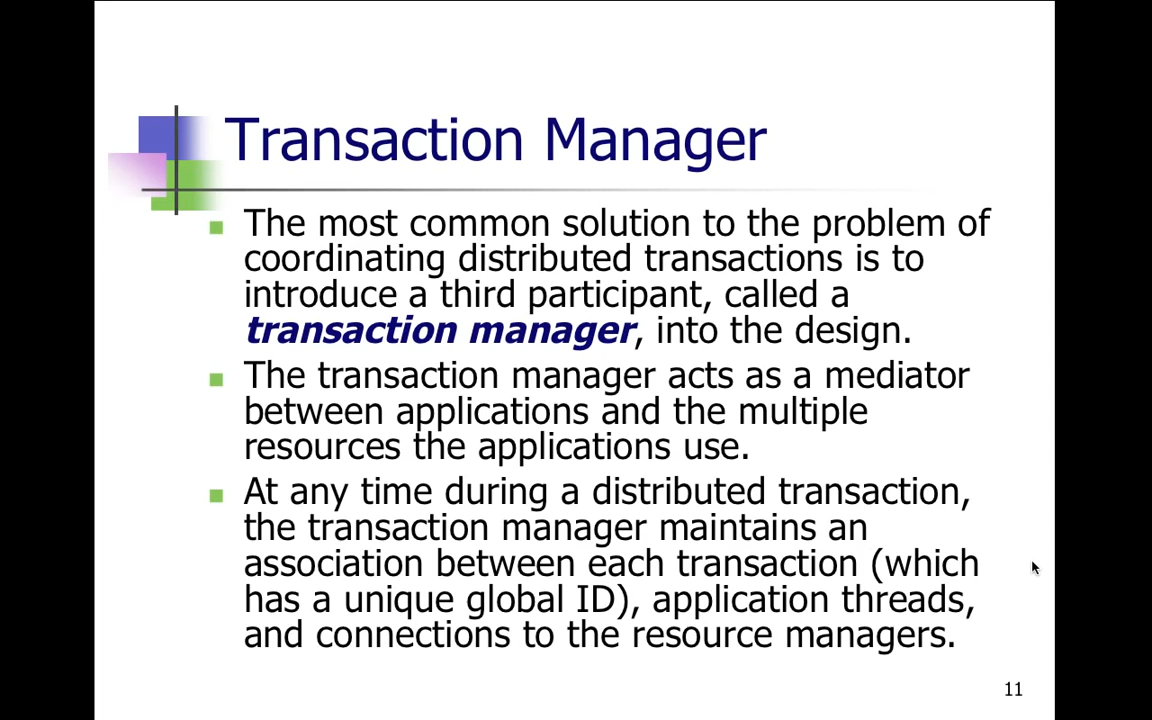 Transaction Manager
The most common solution to the problem of
coordinating distributed transactions is to
introduce a third participant, called a
transaction manager, into the design.
The transaction manager acts as a mediator
between applications and the multiple
resources the applications use.
At any time during a distributed transaction,
the transaction manager maintains an
association between each transaction (which
has a unique global ID), application threads,
and connections to the resource managers.
11